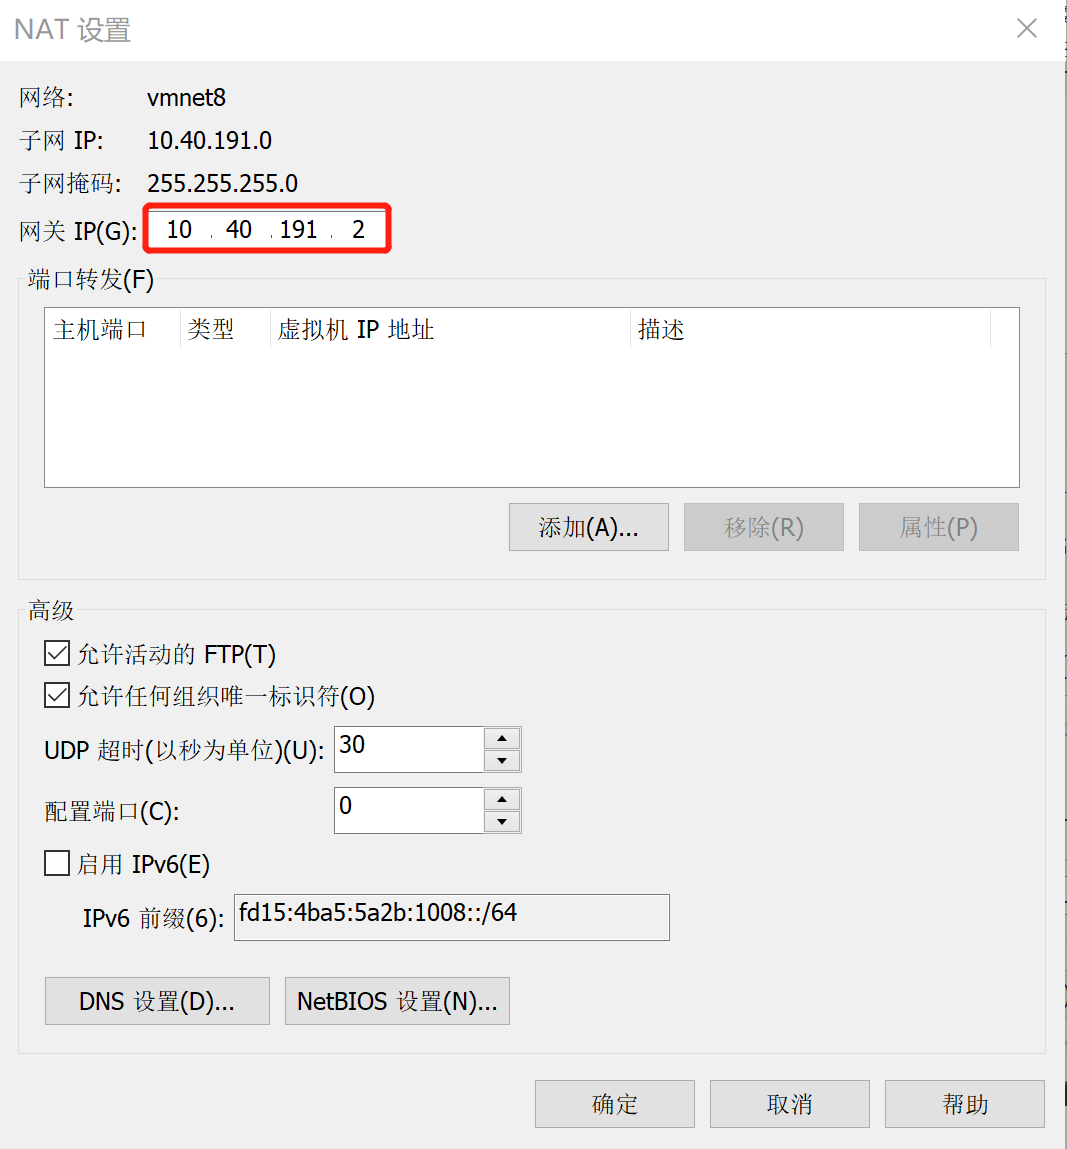 NAT 设置
网络: vmnet8
子网 IP: 10.40.191.0
子网掩码: 255.255.255.0
网关 IP(G): 10 . 40 . 191 . 2
端口转发(F)
主机端口 类型 虚拟机 IP 地址 描述
添加(A)... 移除(R) 属性(P)
高级
允许活动的 FTP(T)
允许任何组织唯一标识符(O)
UDP 超时(以秒为单位)(U): 30
配置端口(C): 0
启用 IPv6(E)
IPv6 前缀(6): fd15:4ba5:5a2b:1008::/64
DNS 设置(D)... NetBIOS 设置(N)...
确定 取消 帮助